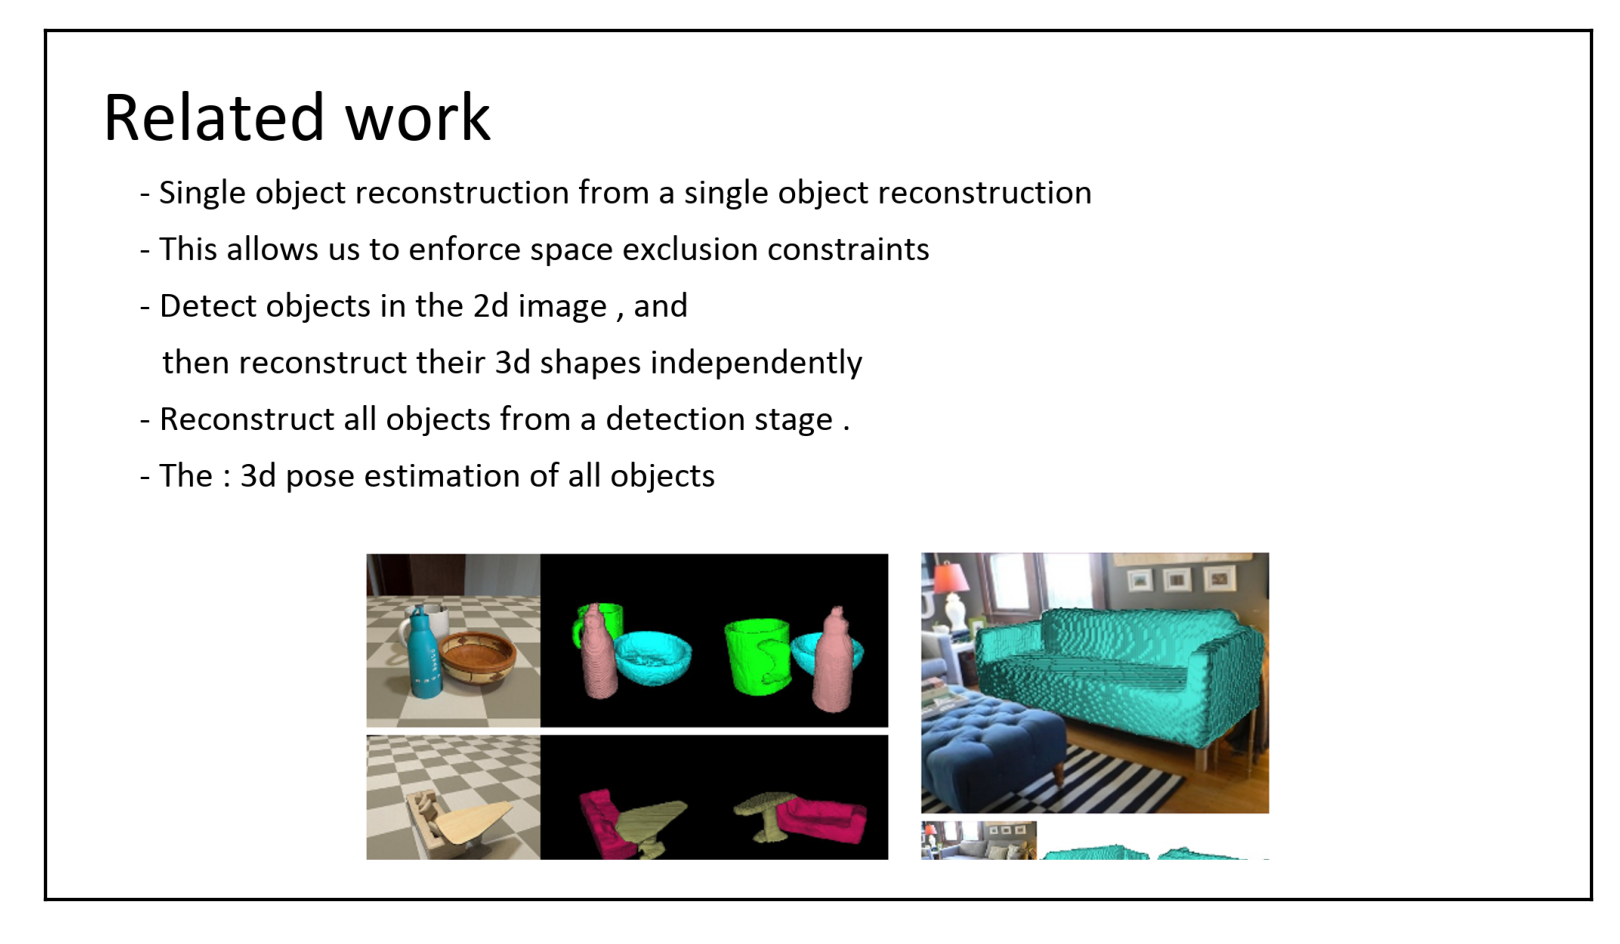 Related work
- Single object reconstruction from a single object reconstruction
- This allows us to enforce space exclusion constraints
- Detect objects in the 2d image , and
then reconstruct their 3d shapes independently
- Reconstruct all objects from a detection stage .
- The : 3d pose estimation of all objects